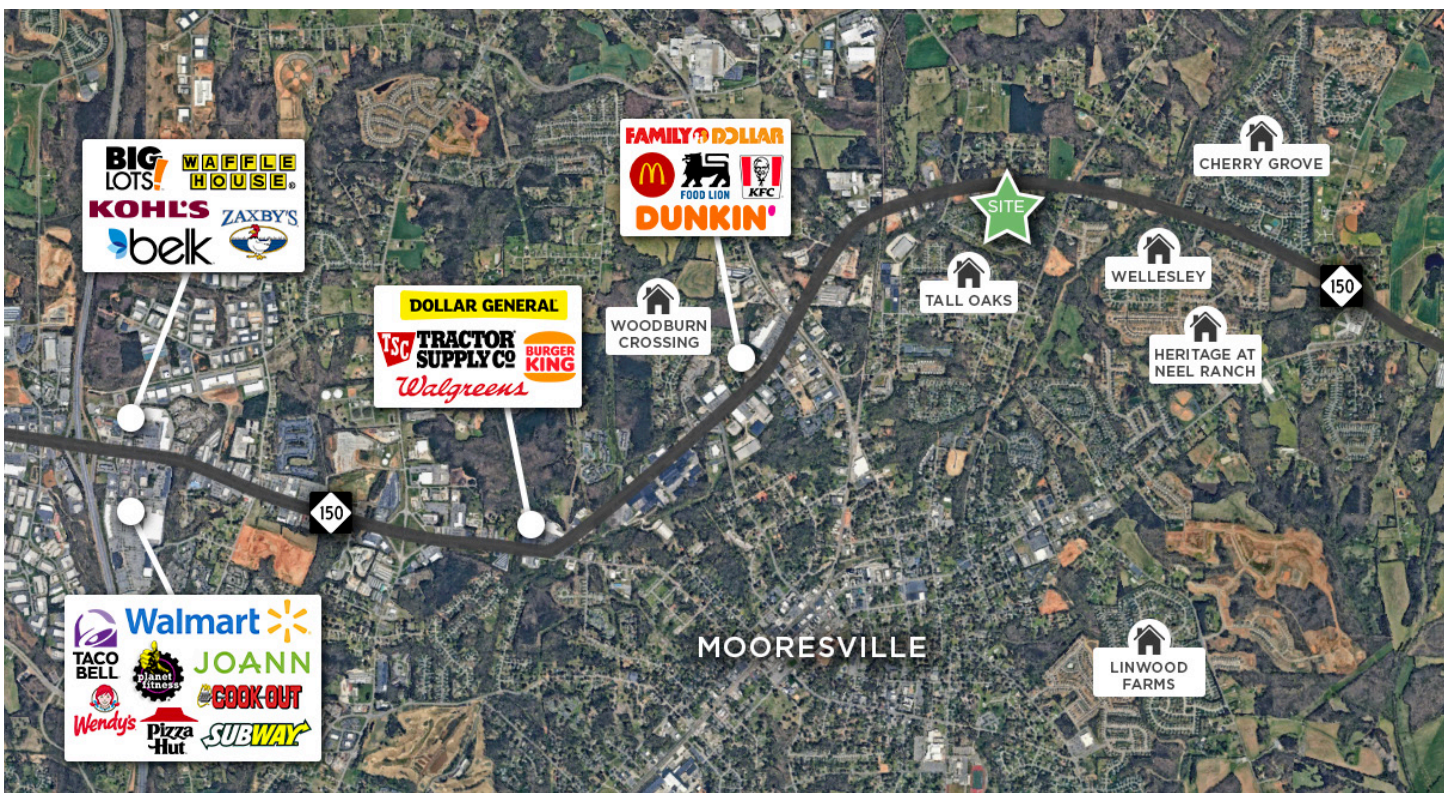 BIG
LOTS!
WAFFLE
HOUSE
KOHL'S
ZAXBY'S
belk
FAMILY DOLLAR
FOOD LION
KFC
DUNKIN'
DOLLAR GENERAL
TSC
TRACTOR
SUPPLY CO
BURGER
KING
Walgreens
SITE
CHERRY GROVE
WELLESLEY
TALL OAKS
150
WOODBURN
CROSSING
HERITAGE AT
NEEL RANCH
150
Walmart
TACO
BELL
planet
fitness
JOANN
Wendy's
COOK OUT
Pizza
Hut
SUBWAY
MOORESVILLE
LINWOOD
FARMS